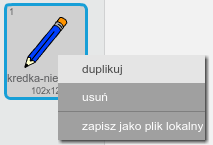 1
duplikuj
kredka-nie
usuń
102x12
zapisz jako plik lokalny